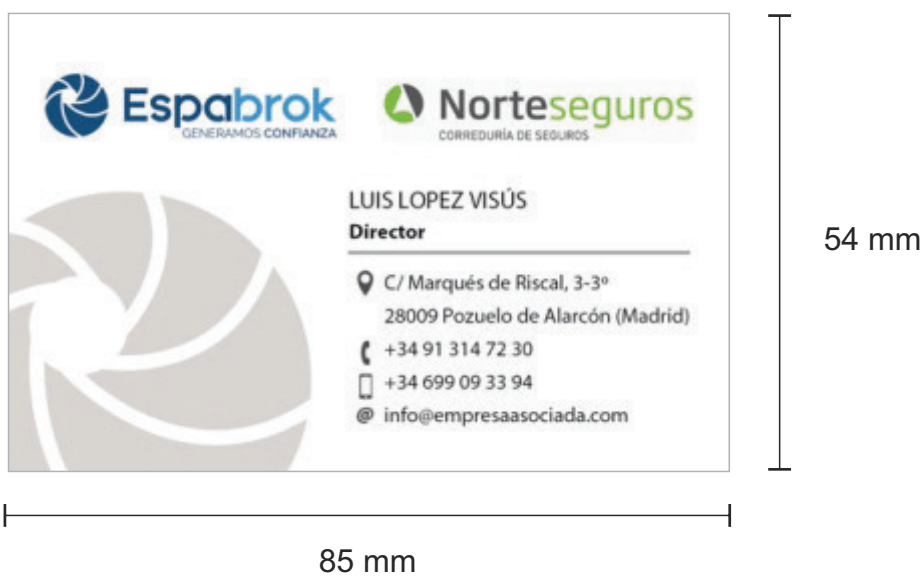 Espabrok
GENERAMOS CONFIANZA
Norteseguros
CORREDURÍA DE SEGUROS
LUIS LOPEZ VISÚS
Director
C/ Marqués de Riscal, 3-3º
28009 Pozuelo de Alarcón (Madrid)
+34 91 314 72 30
+34 699 09 33 94
@ info@empresaasociada.com
54 mm
85 mm